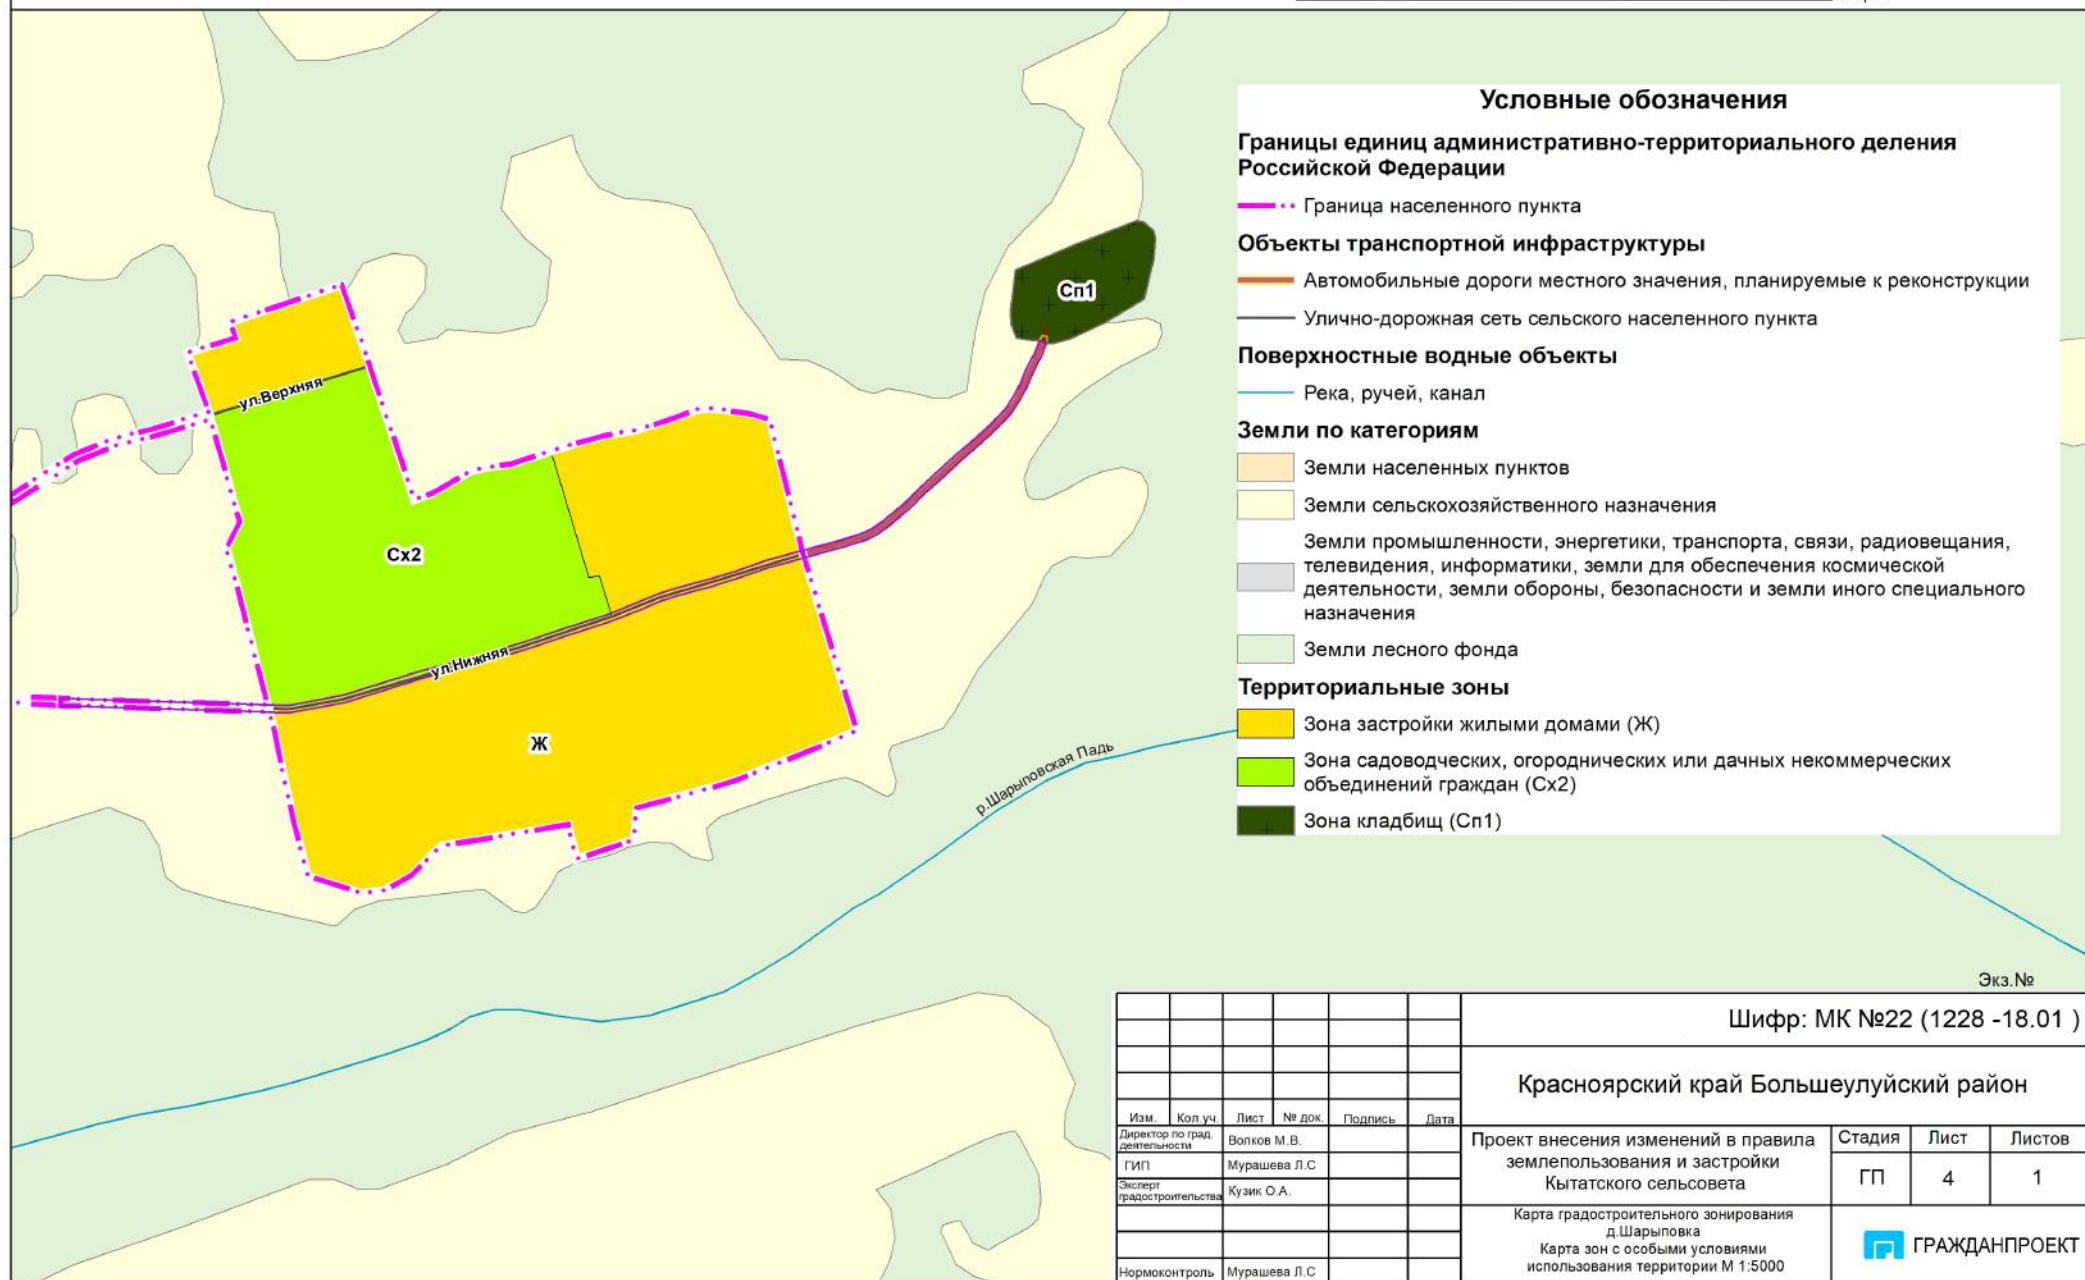 Условные обозначения
Границы единиц административно-территориального деления
Российской Федерации
Граница населенного пункта
Объекты транспортной инфраструктуры
Автомобильные дороги местного значения, планируемые к реконструкции
Улично-дорожная сеть сельского населенного пункта
Поверхностные водные объекты
Река, ручей, канал
Земли по категориям
Земли населенных пунктов
Земли сельскохозяйственного назначения
Земли промышленности, энергетики, транспорта, связи, радиовещания,
телевидения, информатики, земли для обеспечения космической
деятельности, земли обороны, безопасности и земли иного специального
назначения
Земли лесного фонда
Территориальные зоны
Зона застройки жилыми домами (Ж)
Зона садоводческих, огороднических или дачных некоммерческих
объединений граждан (Сх2)
Зона кладбищ (Сп1)
Сп1
ул.Верхняя
Сх2
ул.Нижняя
Ж
р.Шарыповская Падь
Экз.№
Шифр: МК №22 (1228 -18.01 )
Красноярский край Большеулуйский район
Изм. Кол.уч. Лист № док. Подпись Дата
Директор по град.
деятельности
Волков М.В.
ГИП Мурашева Л.С
Эксперт
градостроительства
Кузик О.А.
Нормоконтроль Мурашева Л.С
Проект внесения изменений в правила
землепользования и застройки
Кытатского сельсовета
Стадия Лист Листов
ГП 4 1
Карта градостроительного зонирования
д.Шарыповка
Карта зон с особыми условиями
использования территории М 1:5000
ГРАЖДАНПРОЕКТ